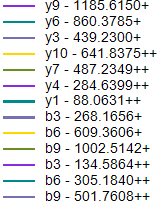 y9 - 1185.6150+
y6 - 860.3785+
y3 - 439.2300+
y10 - 641.8375++
y7 - 487.2349++
y4 - 284.6399++
y1 - 88.0631++
b3 - 268.1656+
b6 - 609.3606+
b9 - 1002.5142+
b3 - 134.5864++
b6 - 305.1840++
b9 - 501.7608++